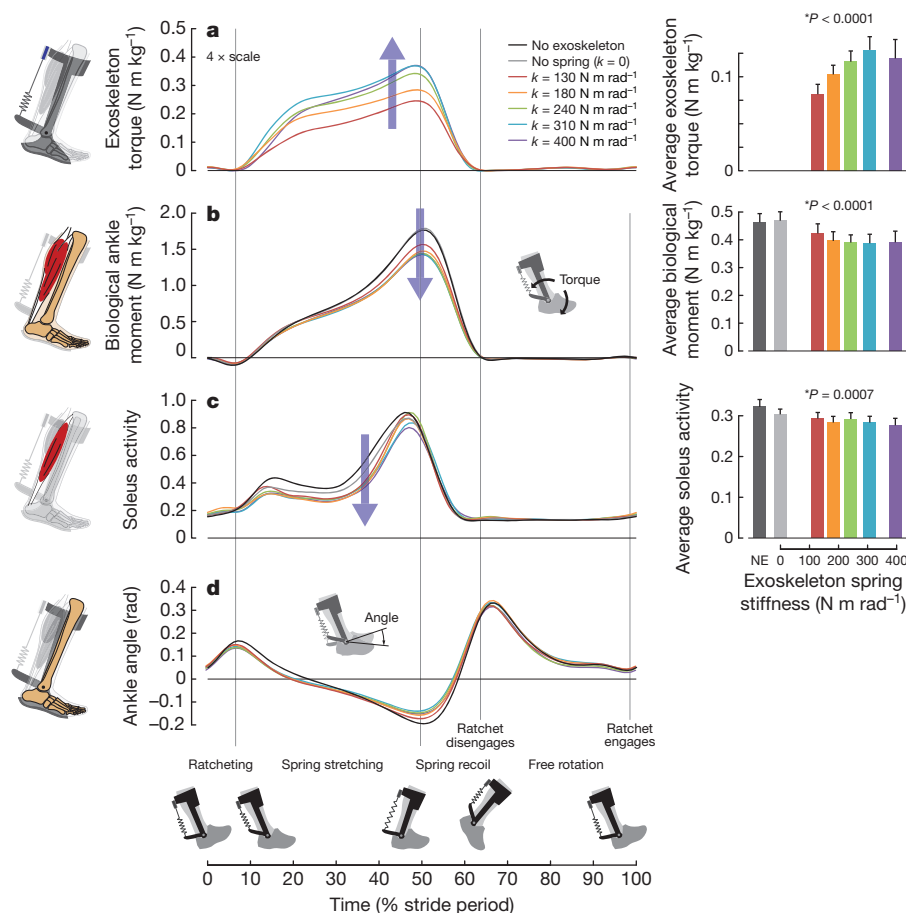 a
4 × scale
Exoskeleton
torque (N m kg–1)
0.4
0.3
0.2
0.1
0
No exoskeleton
No spring (k = 0)
k = 130 N m rad–1
k = 180 N m rad–1
k = 240 N m rad–1
k = 310 N m rad–1
k = 400 N m rad–1
Average exoskeleton
torque (N m kg–1)
*P < 0.0001
0.1
0
b
Biological ankle
moment (N m kg–1)
2.0
1.5
1.0
0.5
0
Torque
Average biological
moment (N m kg–1)
*P < 0.0001
0.5
0.4
0.3
0.2
0.1
0
c
Soleus activity
1.0
0.8
0.6
0.4
0.2
0
Average soleus activity
*P = 0.0007
0.3
0.2
0.1
0
NE 0 100 200 300 400
Exoskeleton spring
stiffness (N m rad–1)
d
Ankle angle (rad)
0.4
0.3
0.2
0.1
0
–0.1
–0.2
Angle
Ratchet
disengages
Ratchet
engages
Ratcheting Spring stretching Spring recoil Free rotation
0 10 20 30 40 50 60 70 80 90 100
Time (% stride period)